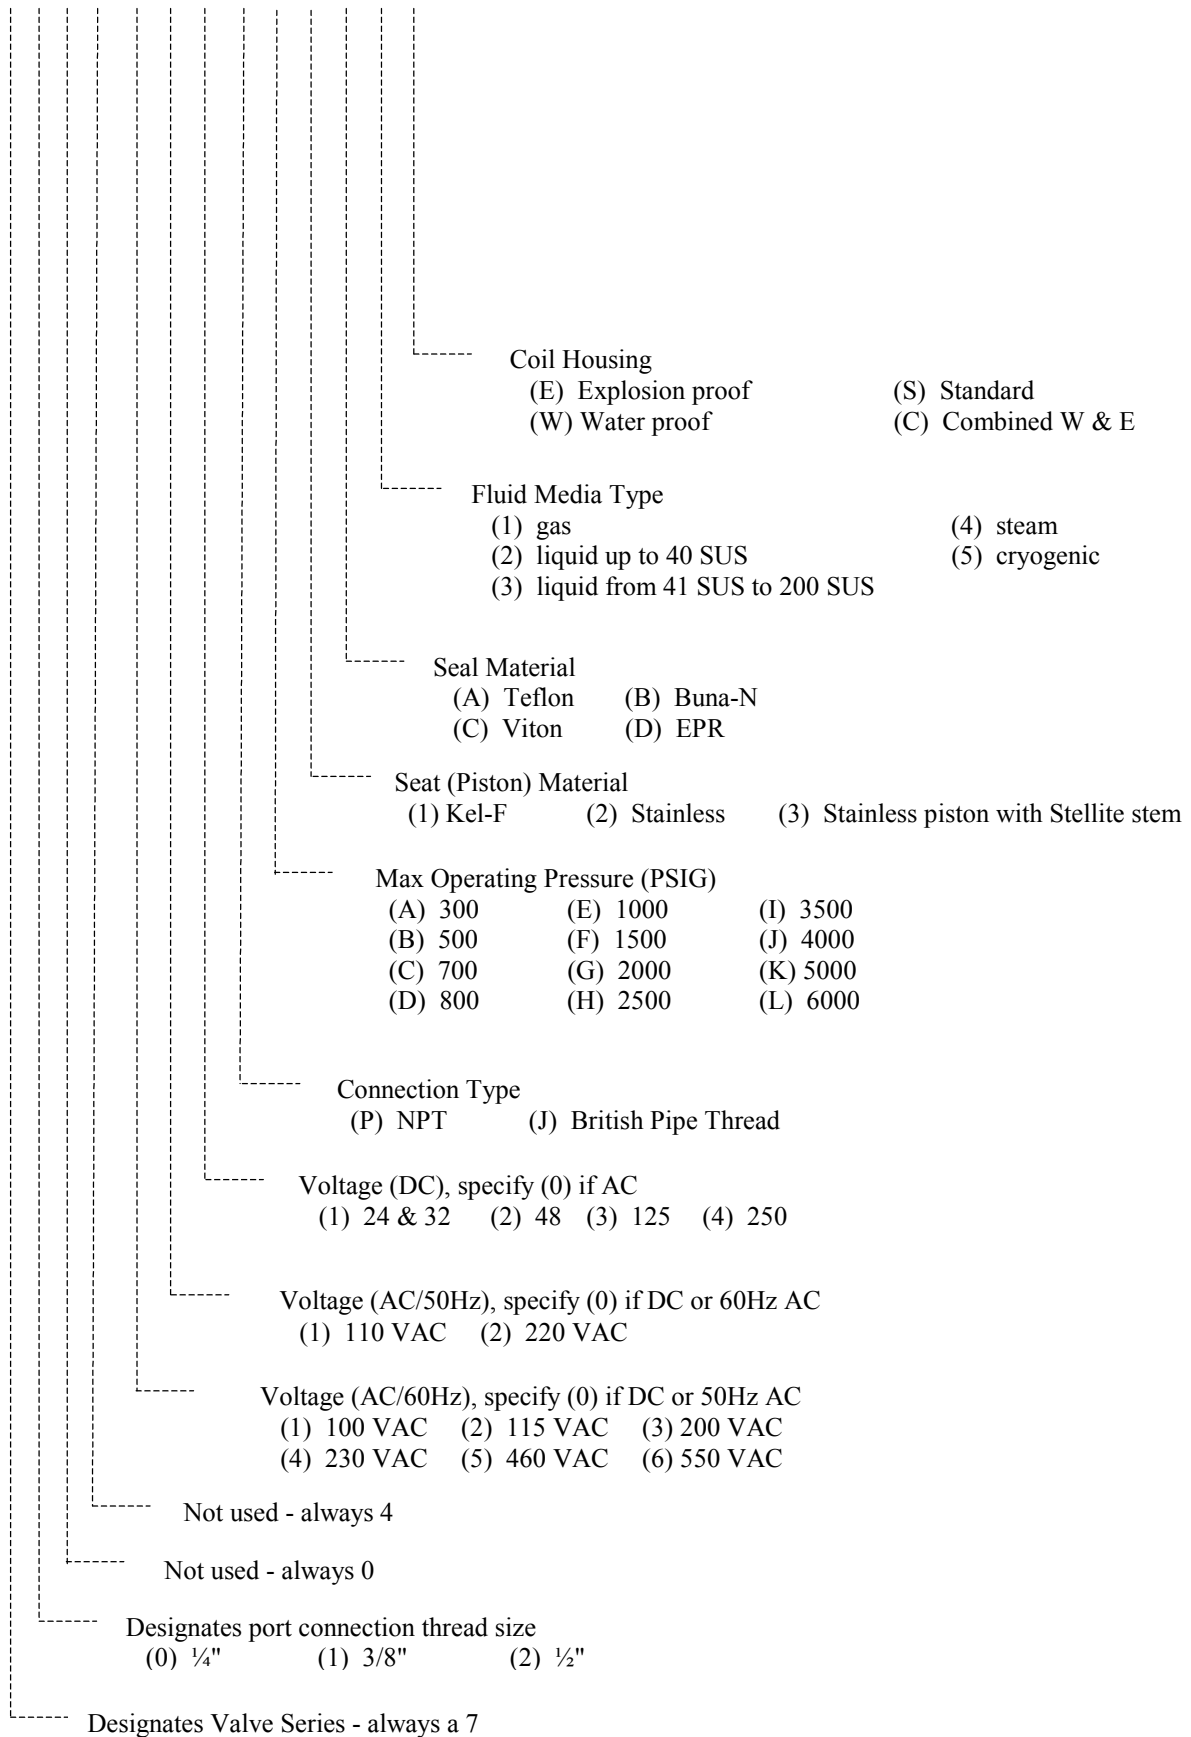 Coil Housing
(E) Explosion proof (S) Standard
(W) Water proof (C) Combined W & E
Fluid Media Type
(1) gas (4) steam
(2) liquid up to 40 SUS (5) cryogenic
(3) liquid from 41 SUS to 200 SUS
Seal Material
(A) Teflon (B) Buna-N
(C) Viton (D) EPR
Seat (Piston) Material
(1) Kel-F (2) Stainless (3) Stainless piston with Stellite stem
Max Operating Pressure (PSIG)
(A) 300 (E) 1000 (I) 3500
(B) 500 (F) 1500 (J) 4000
(C) 700 (G) 2000 (K) 5000
(D) 800 (H) 2500 (L) 6000
Connection Type
(P) NPT (J) British Pipe Thread
Voltage (DC), specify (0) if AC
(1) 24 & 32 (2) 48 (3) 125 (4) 250
Voltage (AC/50Hz), specify (0) if DC or 60Hz AC
(1) 110 VAC (2) 220 VAC
Voltage (AC/60Hz), specify (0) if DC or 50Hz AC
(1) 100 VAC (2) 115 VAC (3) 200 VAC
(4) 230 VAC (5) 460 VAC (6) 550 VAC
Not used - always 4
Not used - always 0
Designates port connection thread size
(0) ¼" (1) 3/8" (2) ½"
Designates Valve Series - always a 7